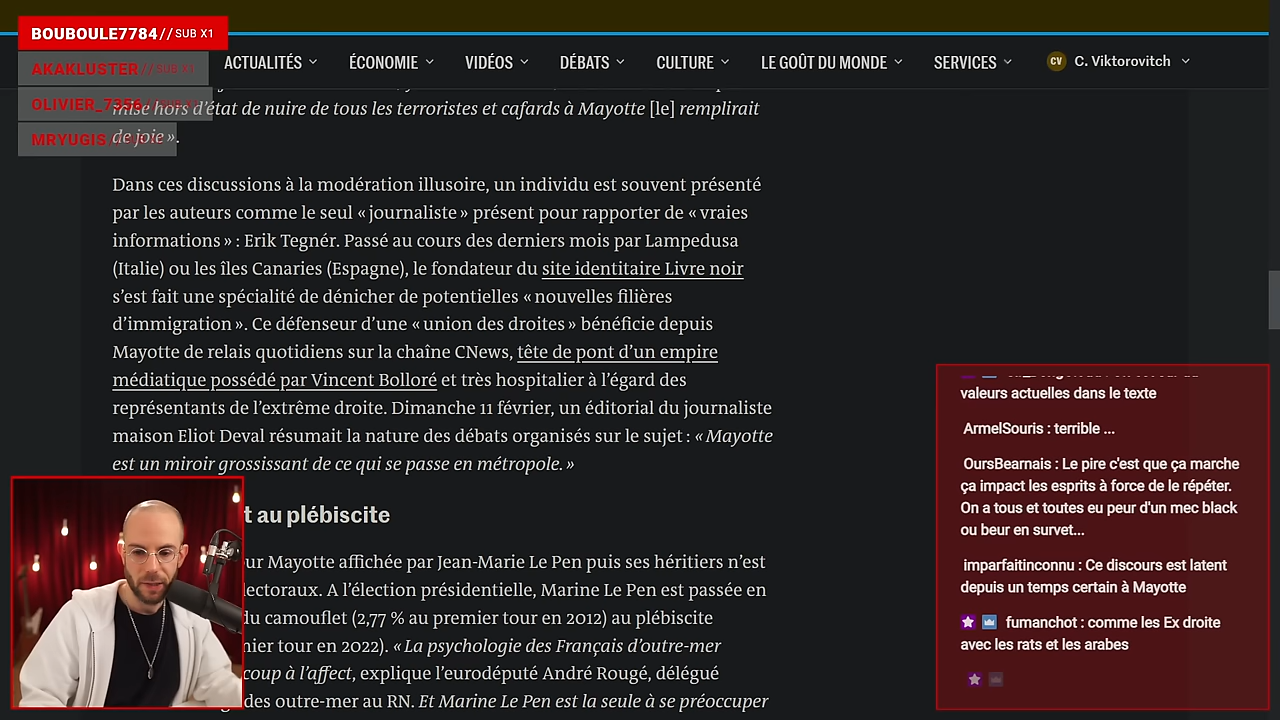 BOUBOULE7784//SUB X1
AKAKLUSTER//SUB X1
OLIVIER_7356
MRYUGIS
ACTUALITÉS ÉCONOMIE VIDÉOS DÉBATS CULTURE LE GOÛT DU MONDE SERVICES CV C. Viktorovitch
mise hors d’état de nuire de tous les terroristes et cafards à Mayotte [le] remplirait
de joie ».
Dans ces discussions à la modération illusoire, un individu est souvent présenté
par les auteurs comme le seul « journaliste » présent pour rapporter de « vraies
informations » : Erik Tegnér. Passé au cours des derniers mois par Lampedusa
(Italie) ou les îles Canaries (Espagne), le fondateur du site identitaire Livre noir
s’est fait une spécialité de dénicher de potentielles « nouvelles filières
d’immigration ». Ce défenseur d’une « union des droites » bénéficie depuis
Mayotte de relais quotidiens sur la chaîne CNews, tête de pont d’un empire
médiatique possédé par Vincent Bolloré et très hospitalier à l’égard des
représentants de l’extrême droite. Dimanche 11 février, un éditorial du journaliste
maison Eliot Deval résumait la nature des débats organisés sur le sujet : « Mayotte
est un miroir grossissant de ce qui se passe en métropole. »
t au plébiscite
ur Mayotte affichée par Jean-Marie Le Pen puis ses héritiers n’est
lectoraux. A l’élection présidentielle, Marine Le Pen est passée en
du camouflet (2,77 % au premier tour en 2012) au plébiscite
nier tour en 2022). « La psychologie des Français d’outre-mer
coup à l’affect, explique l’eurodéputé André Rougé, délégué
des outre-mer au RN. Et Marine Le Pen est la seule à se préoccuper
valeurs actuelles dans le texte
ArmelSouris : terrible ...
OursBearnais : Le pire c'est que ça marche
ça impact les esprits à force de le répéter.
On a tous et toutes eu peur d'un mec black
ou beur en survet...
imparfaitinconnu : Ce discours est latent
depuis un temps certain à Mayotte
fumanchot : comme les Ex droite
avec les rats et les arabes